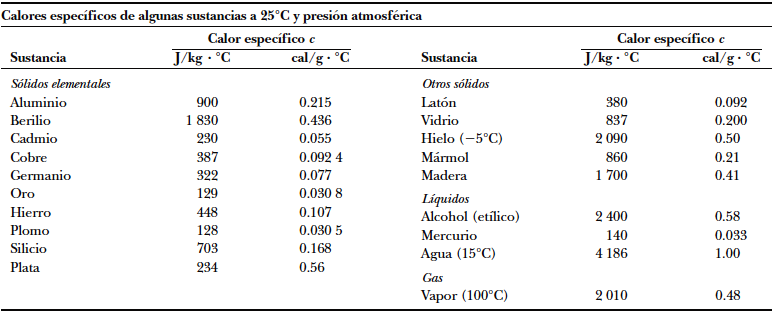 Calores específicos de algunas sustancias a 25°C y presión atmosférica
Calor específico c
Sustancia J/kg · °C cal/g · °C
Sólidos elementales
Aluminio 900 0.215
Berilio 1 830 0.436
Cadmio 230 0.055
Cobre 387 0.092 4
Germanio 322 0.077
Oro 129 0.030 8
Hierro 448 0.107
Plomo 128 0.030 5
Silicio 703 0.168
Plata 234 0.56
Calor específico c
Sustancia J/kg · °C cal/g · °C
Otros sólidos
Latón 380 0.092
Vidrio 837 0.200
Hielo (−5°C) 2 090 0.50
Mármol 860 0.21
Madera 1 700 0.41
Líquidos
Alcohol (etílico) 2 400 0.58
Mercurio 140 0.033
Agua (15°C) 4 186 1.00
Gas
Vapor (100°C) 2 010 0.48